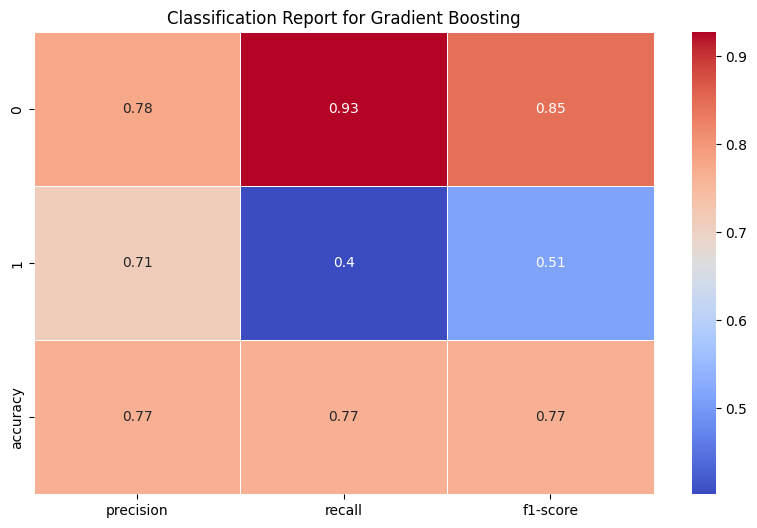 Classification Report for Gradient Boosting
0 0.78 0.93 0.85
1 0.71 0.4 0.51
accuracy 0.77 0.77 0.77
precision recall f1-score
0.9
0.8
0.7
0.6
0.5